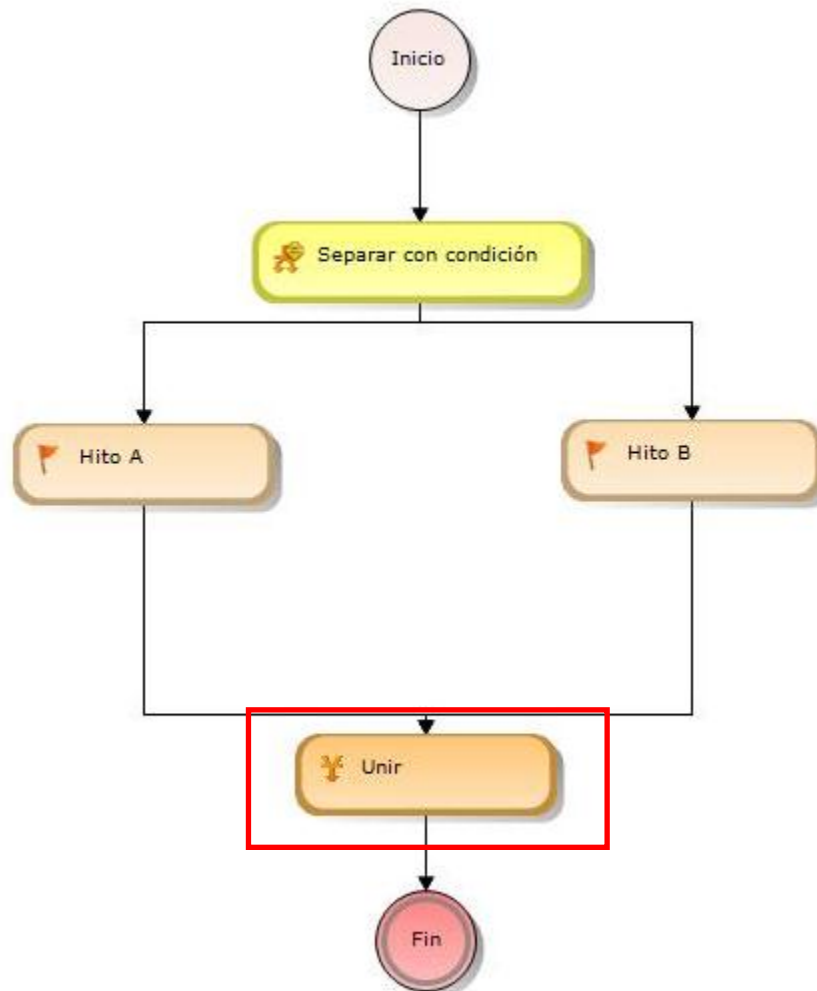 Inicio
Separar con condición
Hito A
Hito B
Unir
Fin